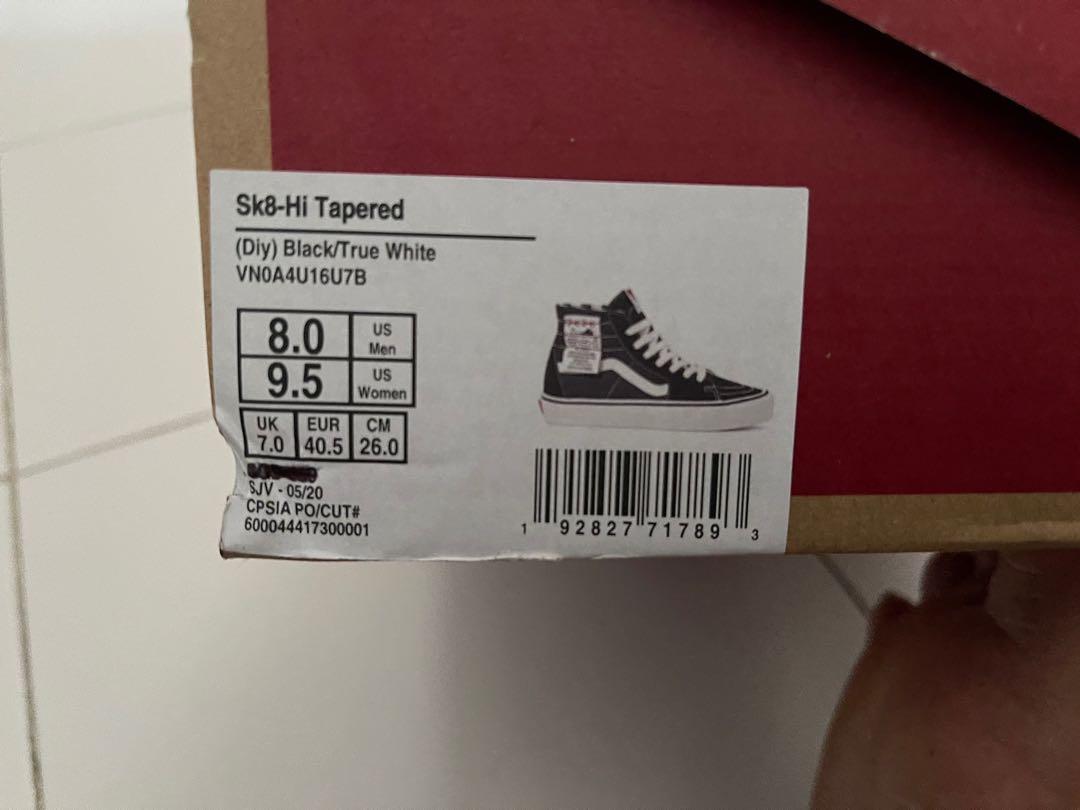 Sk8-Hi Tapered
(Diy) Black/True White
VN0A4U16U7B
8.0 US Men
9.5 US Women
UK EUR CM
7.0 40.5 26.0
SJV - 05/20
CPSIA PO/CUT#
600044417300001
1 92827 71789 3